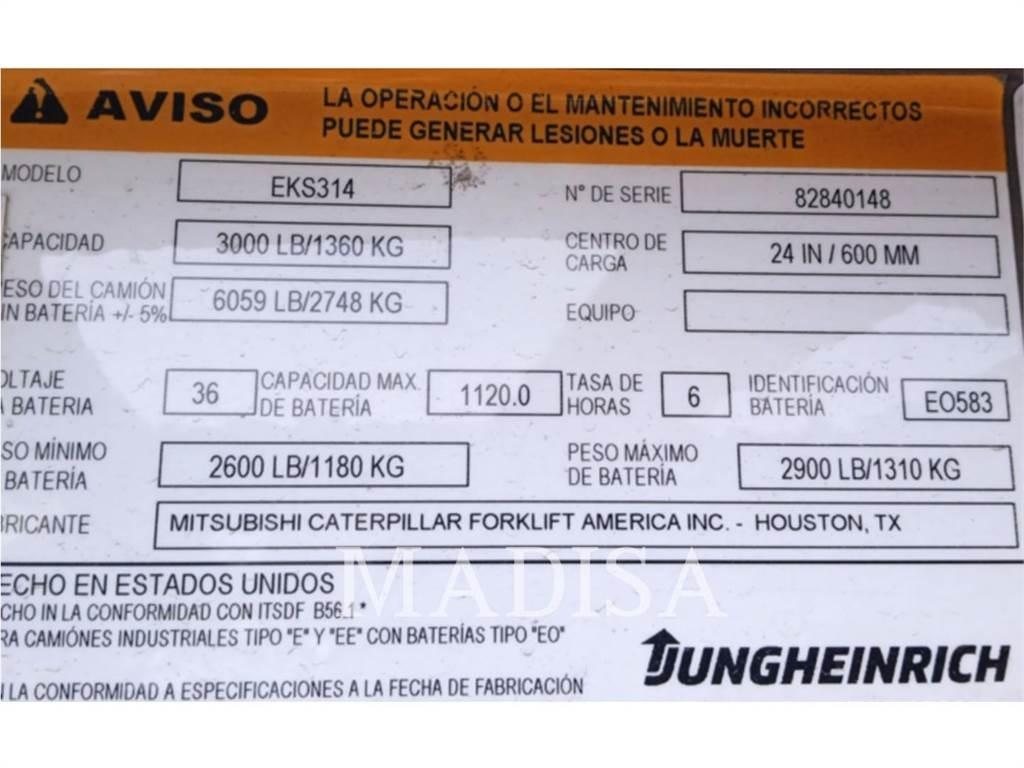 AVISO
LA OPERACIÓN O EL MANTENIMIENTO INCORRECTOS
PUEDE GENERAR LESIONES O LA MUERTE
MODELO EKS314 N° DE SERIE 82840148
CAPACIDAD 3000 LB/1360 KG CENTRO DE CARGA 24 IN / 600 MM
ESO DEL CAMIÓN
IN BATERÍA +/- 5% 6059 LB/2748 KG EQUIPO
OLTAJE
A BATERIA 36 CAPACIDAD MAX. DE BATERÍA 1120.0 TASA DE HORAS 6 IDENTIFICACIÓN BATERÍA EO583
SO MÍNIMO
BATERÍA 2600 LB/1180 KG PESO MÁXIMO DE BATERÍA 2900 LB/1310 KG
BRICANTE MITSUBISHI CATERPILLAR FORKLIFT AMERICA INC. - HOUSTON, TX
ECHO EN ESTADOS UNIDOS
CHO IN LA CONFORMIDAD CON ITSDF B56.1*
RA CAMIÓNES INDUSTRIALES TIPO "E" Y "EE" CON BATERÍAS TIPO "EO"
LA CONFORMIDAD A ESPECIFICACIONES A LA FECHA DE FABRICACIÓN
JUNGHEINRICH
MADISA